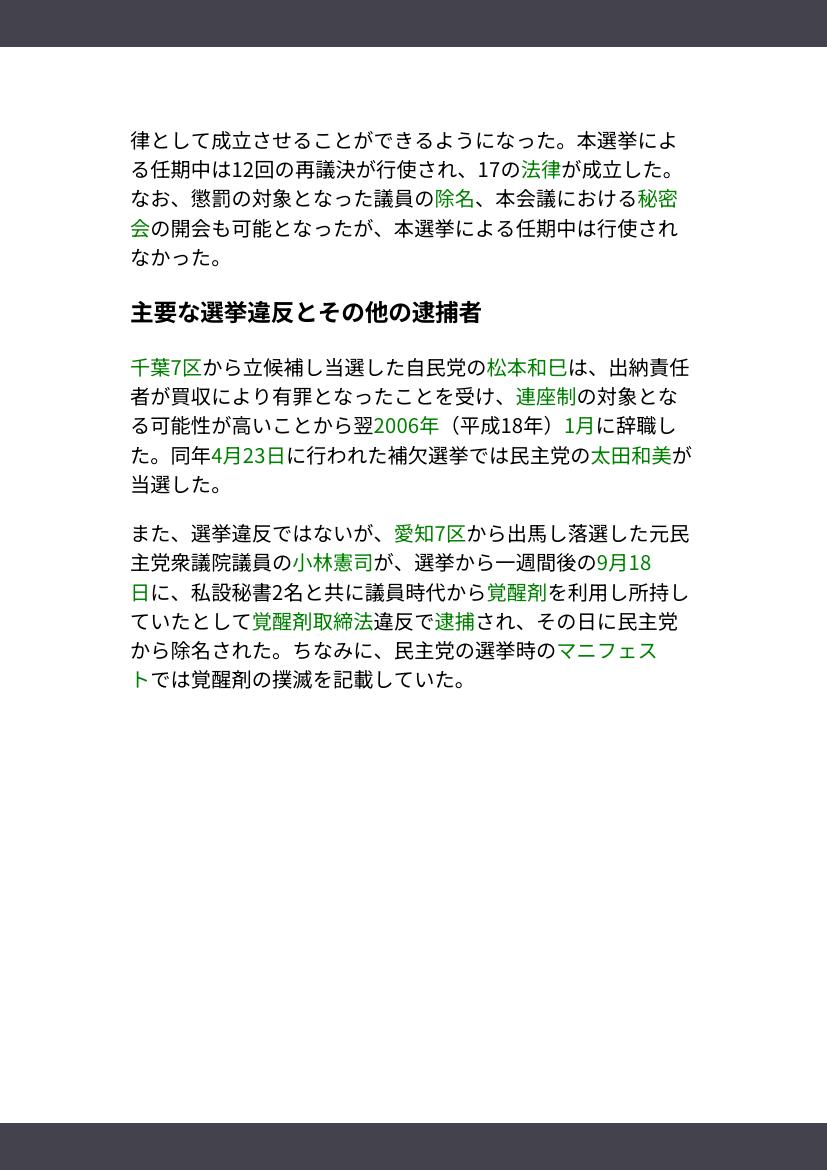 律として成立させることができるようになった。本選挙によ
る任期中は12回の再議決が行使され、17の法律が成立した。
なお、懲罰の対象となった議員の除名、本会議における秘密
会の開会も可能となったが、本選挙による任期中は行使され
なかった。
主要な選挙違反とその他の逮捕者
千葉7区から立候補し当選した自民党の松本和巳は、出納責任
者が買収により有罪となったことを受け、連座制の対象とな
る可能性が高いことから翌2006年（平成18年）1月に辞職し
た。同年4月23日に行われた補欠選挙では民主党の太田和美が
当選した。
また、選挙違反ではないが、愛知7区から出馬し落選した元民
主党衆議院議員の小林憲司が、選挙から一週間後の9月18
日に、私設秘書2名と共に議員時代から覚醒剤を利用し所持し
ていたとして覚醒剤取締法違反で逮捕され、その日に民主党
から除名された。ちなみに、民主党の選挙時のマニフェス
トでは覚醒剤の撲滅を記載していた。